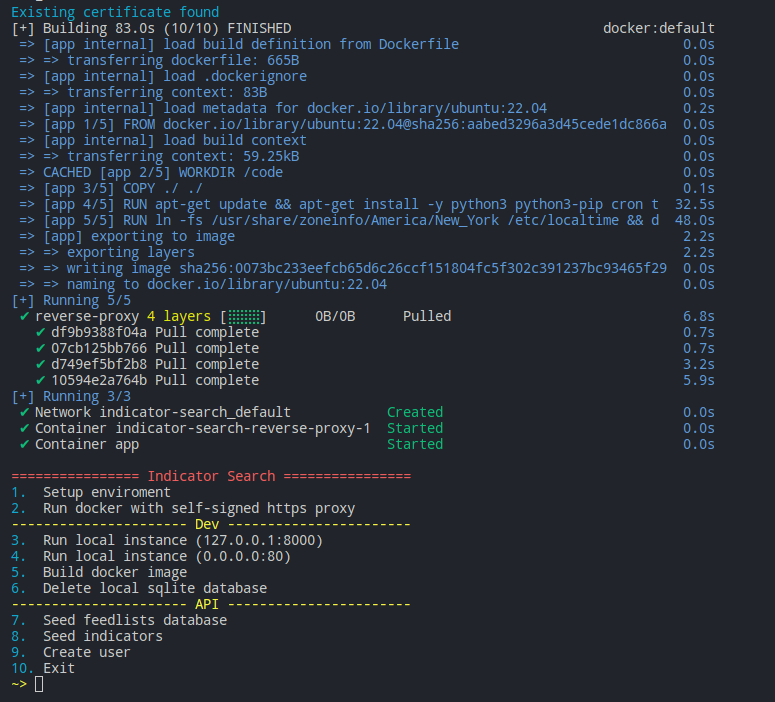 Existing certificate found
[+] Building 83.0s (10/10) FINISHED docker:default
=> [app internal] load build definition from Dockerfile 0.0s
=> => transferring dockerfile: 665B 0.0s
=> [app internal] load .dockerignore 0.0s
=> => transferring context: 83B 0.0s
=> [app internal] load metadata for docker.io/library/ubuntu:22.04 0.2s
=> [app 1/5] FROM docker.io/library/ubuntu:22.04@sha256:aabed3296a3d45cede1dc866a 0.0s
=> [app internal] load build context 0.0s
=> => transferring context: 59.25kB 0.0s
=> CACHED [app 2/5] WORKDIR /code 0.0s
=> [app 3/5] COPY ./ ./ 0.1s
=> [app 4/5] RUN apt-get update && apt-get install -y python3 python3-pip cron t 32.5s
=> [app 5/5] RUN ln -fs /usr/share/zoneinfo/America/New_York /etc/localtime && d 48.0s
=> [app] exporting to image 2.2s
=> => exporting layers 2.2s
=> => writing image sha256:0073bc233eefcb65d6c26ccf151804fc5f302c391237bc93465f29 0.0s
=> => naming to docker.io/library/ubuntu:22.04 0.0s
[+] Running 5/5
✔ reverse-proxy 4 layers [⣿⣿⣿⣿] 0B/0B Pulled 6.8s
✔ df9b9388f04a Pull complete 0.7s
✔ 07cb125bb766 Pull complete 0.7s
✔ d749ef5bf2b8 Pull complete 3.2s
✔ 10594e2a764b Pull complete 5.9s
[+] Running 3/3
✔ Network indicator-search_default Created 0.0s
✔ Container indicator-search-reverse-proxy-1 Started 0.0s
✔ Container app Started 0.0s
================ Indicator Search ================
1. Setup enviroment
2. Run docker with self-signed https proxy
---------------------- Dev -----------------------
3. Run local instance (127.0.0.1:8000)
4. Run local instance (0.0.0.0:80)
5. Build docker image
6. Delete local sqlite database
---------------------- API -----------------------
7. Seed feedlists database
8. Seed indicators
9. Create user
10. Exit
~>